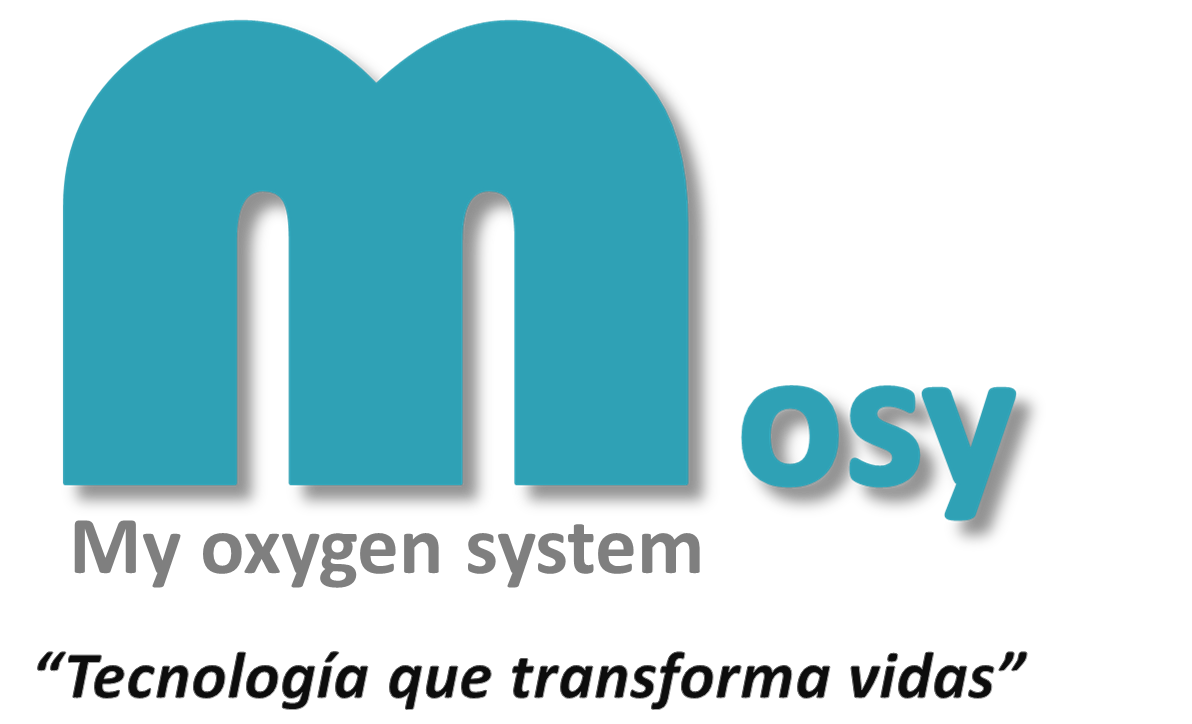 mosy
My oxygen system
“Tecnología que transforma vidas”